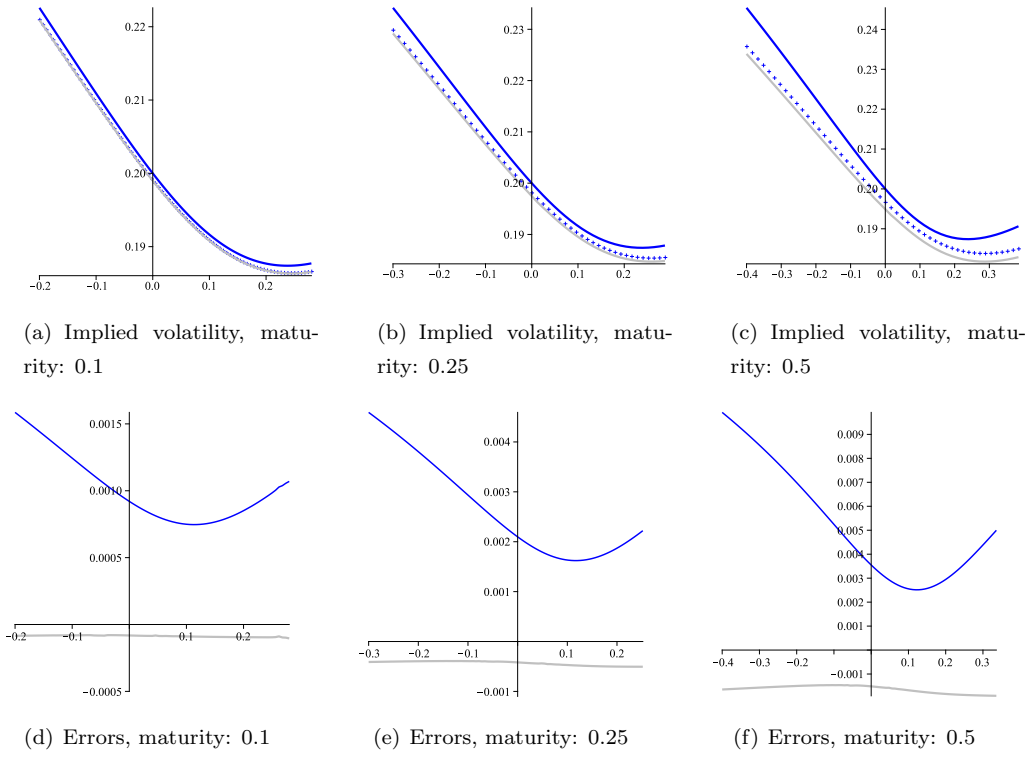 0.22
0.21
0.20
0.19
−0.2 −0.1 0.0 0.1 0.2
0.23
0.22
0.21
0.20
0.19
−0.3 −0.2 −0.1 0.0 0.1 0.2
0.24
0.23
0.22
0.21
0.20
0.19
−0.4 −0.3 −0.2 −0.1 0.0 0.1 0.2 0.3
(a) Implied volatility, matu-
rity: 0.1
(b) Implied volatility, matu-
rity: 0.25
(c) Implied volatility, matu-
rity: 0.5
0.0015
0.0010
0.0005
−0.2 −0.1 0.1 0.2
−0.0005
0.004
0.003
0.002
0.001
−0.3 −0.2 −0.1 0.1 0.2
−0.001
0.009
0.008
0.007
0.006
0.005
0.004
0.003
0.002
0.001
−0.4 −0.3 −0.2 0.1 0.2 0.3
−0.001
(d) Errors, maturity: 0.1
(e) Errors, maturity: 0.25
(f) Errors, maturity: 0.5